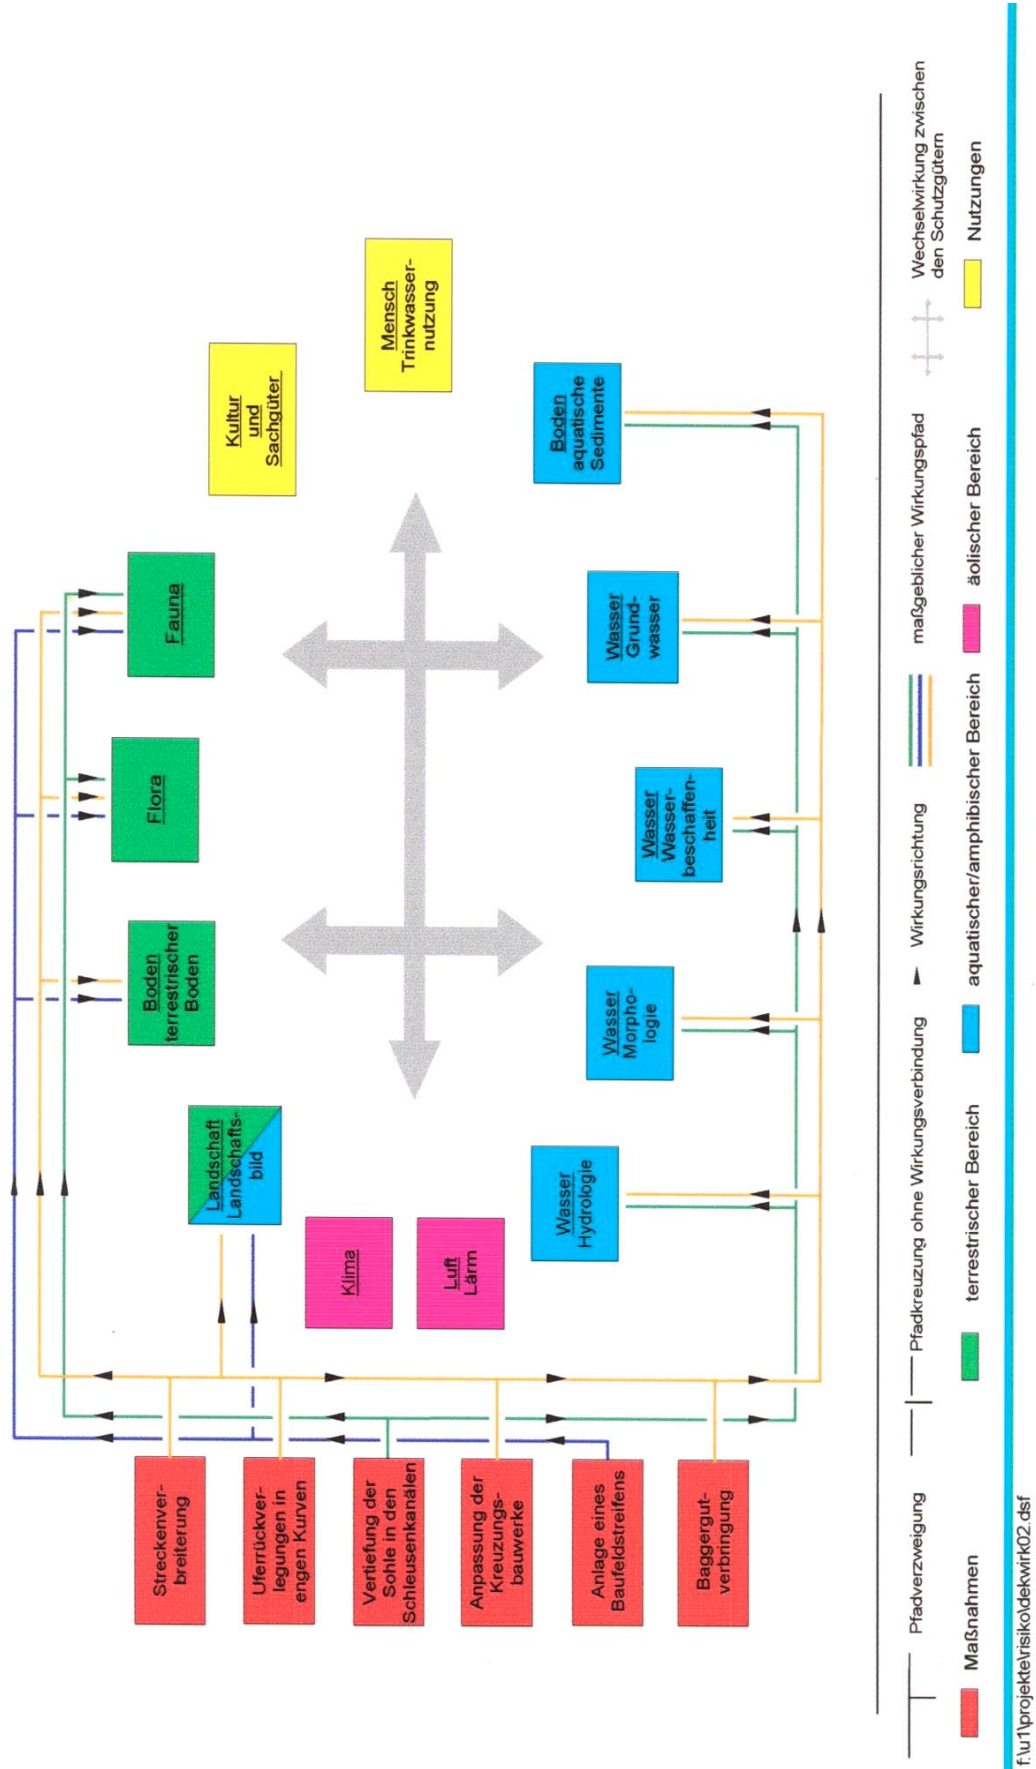 Streckenver-
breiterung
Uferrückver-
legungen in
engen Kurven
Vertiefung der
Sohle in den
Schleusenkanälen
Anpassung der
Kreuzungs-
bauwerke
Anlage eines
Baufeldstreifens
Baggergut-
verbringung
Landschaft
Landschafts-
bild
Klima
Luft
Lärm
Boden
terrestrischer
Boden
Flora
Fauna
Kultur
und
Sachgüter
Mensch
Trinkwasser-
nutzung
Wasser
Hydrologie
Wasser
Morpho-
logie
Wasser
Wasser-
beschaffen-
heit
Wasser
Grund-
wasser
Boden
aquatische
Sedimente
Pfadverzweigung
Pfadkreuzung ohne Wirkungsverbindung
Wirkungsrichtung
maßgeblicher Wirkungspfad
Wechselwirkung zwischen
den Schutzgütern
Maßnahmen
terrestrischer Bereich
aquatischer/amphibischer Bereich
äolischer Bereich
Nutzungen
f:\u1\projekte\risiko\dekwirk02.dsf